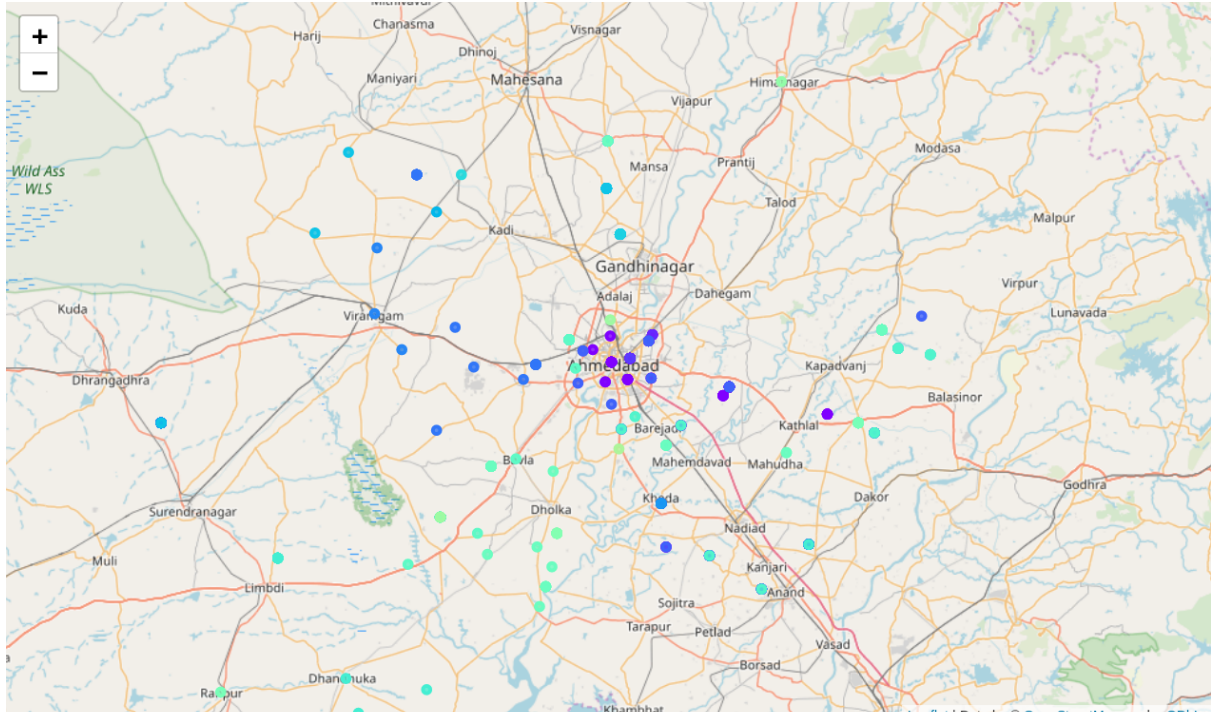 Chanasma
Visnagar
Harij
Dhinoj
+
−
Maniyari
Mahesana
Himatnagar
Vijapur
Modasa
Wild Ass
WLS
Mansa
Prantij
Talod
Malpur
Kadi
Gandhinagar
Virpur
Adalaj
Dahegam
Kuda
Viramgam
Lunavada
Ahmedabad
Kapadvanj
Dhrangadhra
Balasinor
Kathlal
Barejadi
Bavla
Mahemdavad
Mahudha
Godhra
Kheda
Dakor
Surendranagar
Dholka
Nadiad
Muli
Kanjari
Limbdi
Anand
Sojitra
Tarapur
Petlad
Vasad
Borsad
Dhandhuka
Ranpur
Khambhat